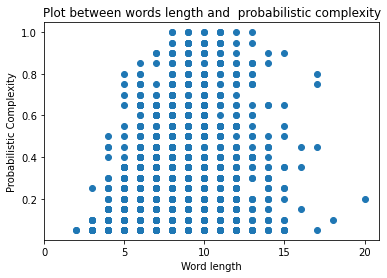 Plot between words length and  probabilistic complexity
1.0
0.8
0.6
0.4
0.2
Probabilistic Complexity
0 5 10 15 20
Word length